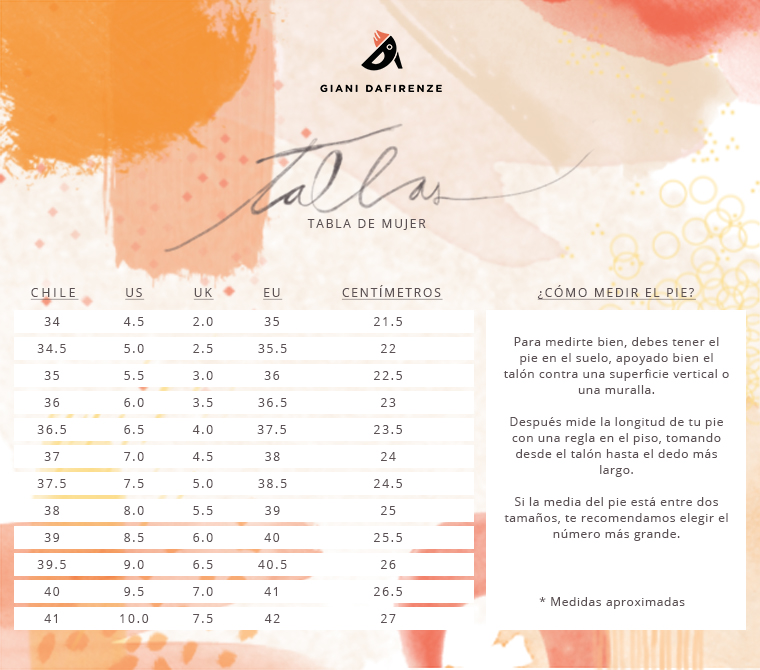 GIANI DAFIRENZE
tallas
TABLA DE MUJER
CHILE US UK EU CENTÍMETROS
34 4.5 2.0 35 21.5
34.5 5.0 2.5 35.5 22
35 5.5 3.0 36 22.5
36 6.0 3.5 36.5 23
36.5 6.5 4.0 37.5 23.5
37 7.0 4.5 38 24
37.5 7.5 5.0 38.5 24.5
38 8.0 5.5 39 25
39 8.5 6.0 40 25.5
39.5 9.0 6.5 40.5 26
40 9.5 7.0 41 26.5
41 10.0 7.5 42 27
¿CÓMO MEDIR EL PIE?
Para medirte bien, debes tener el
pie en el suelo, apoyado bien el
talón contra una superficie vertical o
una muralla.
Después mide la longitud de tu pie
con una regla en el piso, tomando
desde el talón hasta el dedo más
largo.
Si la media del pie está entre dos
tamaños, te recomendamos elegir el
número más grande.
* Medidas aproximadas